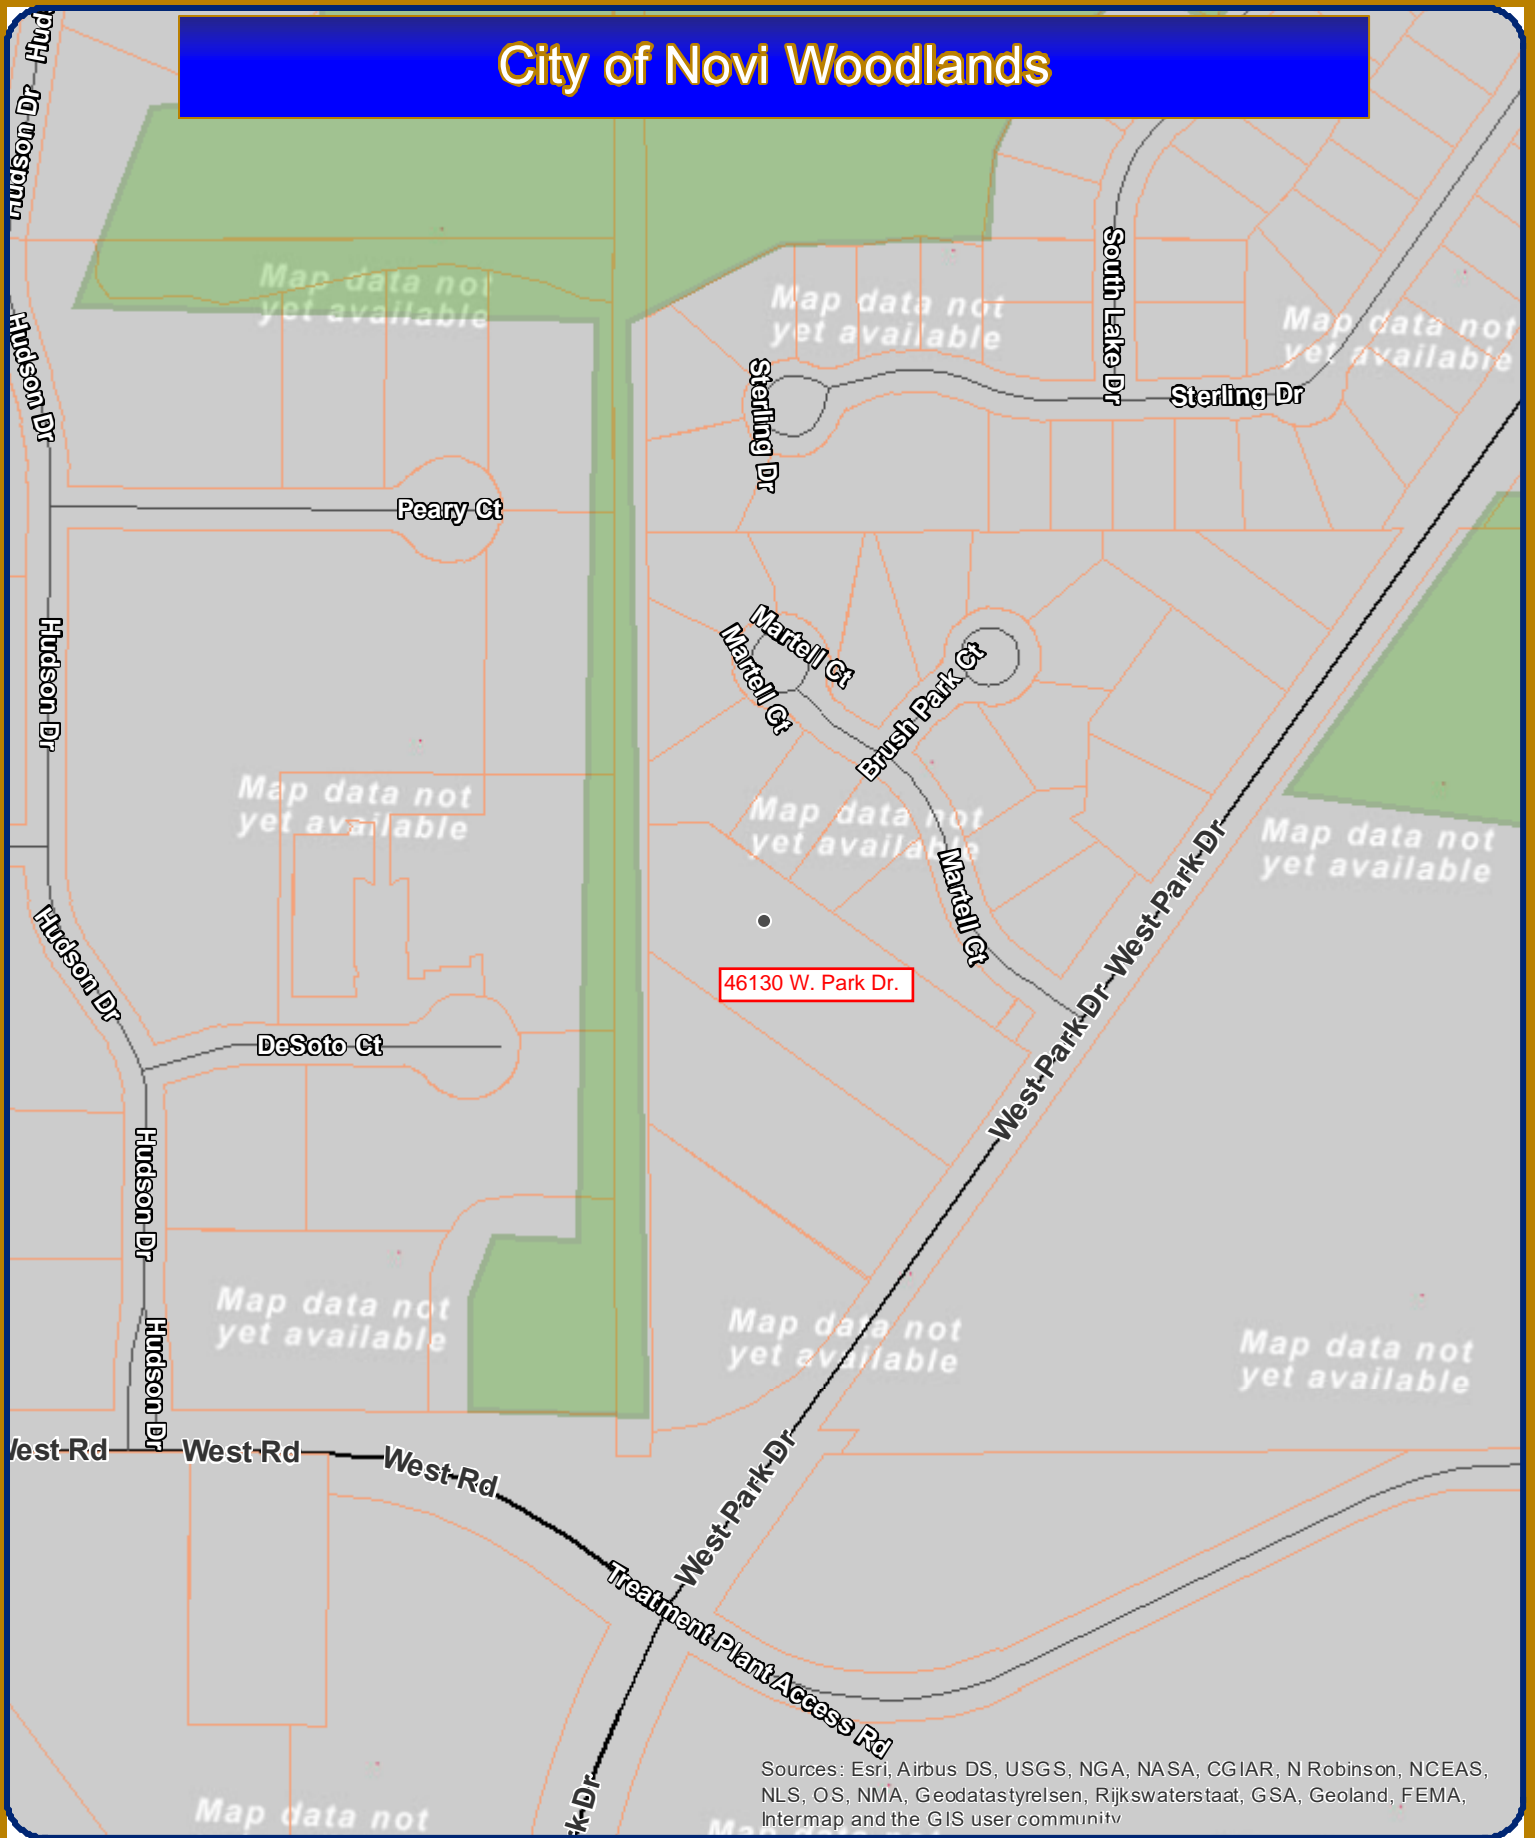 City of Novi Woodlands
Hud
Hudson Dr
Map data not
yet available
Map data not
yet available
Map data not
yet available
South Lake Dr
Hudson Dr
Sterling Dr
Sterling Dr
Peary Ct
Martell Ct
Martell Ct
Brush Park Ct
Hudson Dr
Map data not
yet available
Map data not
yet available
Map data not
yet available
West-Park-Dr
Martell Ct
Hudson Dr
46130 W. Park Dr.
West-Park-Dr
DeSoto Ct
Hudson Dr
Map data not
yet available
Map data not
yet available
Map data not
yet available
Hudson Dr
West Rd
West Rd
West-Rd
West-Park-Dr
Treatment Plant Access Rd
k-Dr
Map data not
Map data not
Sources: Esri, Airbus DS, USGS, NGA, NASA, CGIAR, N Robinson, NCEAS,
NLS, OS, NMA, Geodatastyrelsen, Rijkswaterstaat, GSA, Geoland, FEMA,
Intermap and the GIS user community